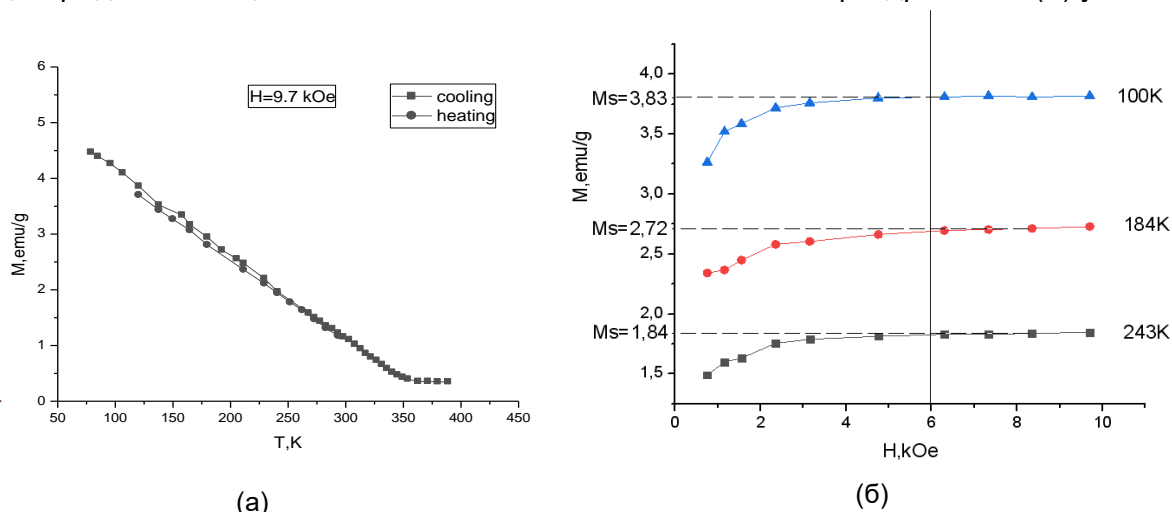 6
5
4
3
2
1
0
M,emu/g
H=9.7 kOe
cooling
heating
50 100 150 200 250 300 350 400 450
T,K
(а)
4,0
3,5
3,0
2,5
2,0
1,5
M,emu/g
Ms=3,83
100K
Ms=2,72
184K
Ms=1,84
243K
0 2 4 6 8 10
H,kOe
(б)